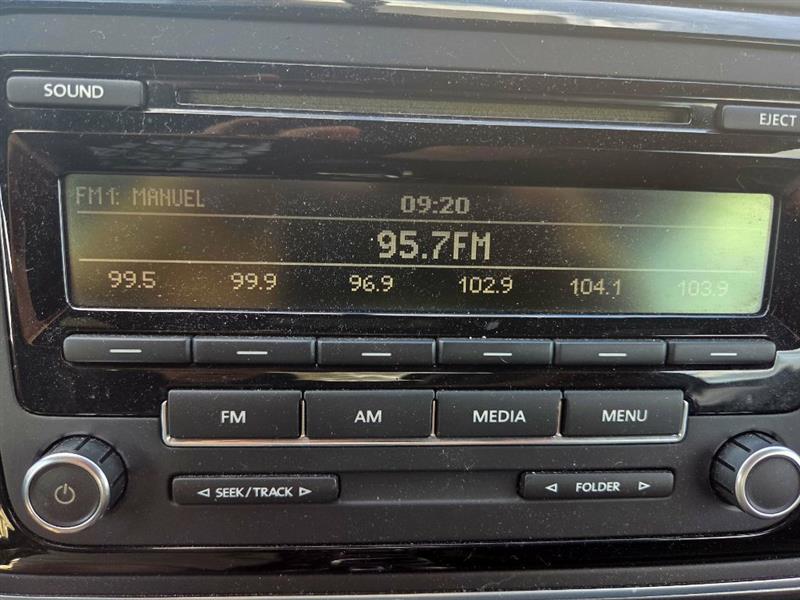 SOUND
EJECT
FM1: MANUEL
09:20
95.7FM
99.5 99.9 96.9 102.9 104.1 103.9
FM AM MEDIA MENU
SEEK/TRACK
FOLDER